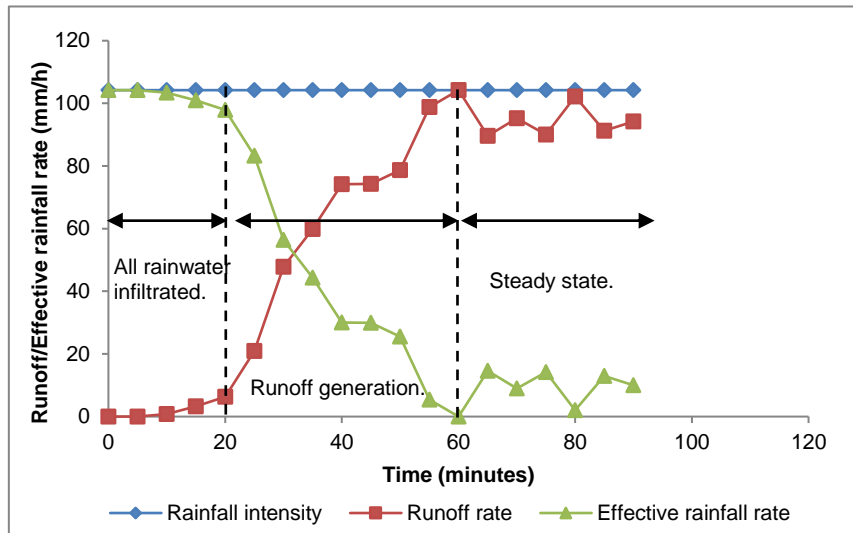 Runoff/Effective rainfall rate (mm/h)
120
100
80
60
40
20
0
All rainwater
infiltrated.
Runoff generation.
Steady state.
0 20 40 60 80 100 120
Time (minutes)
Rainfall intensity Runoff rate Effective rainfall rate